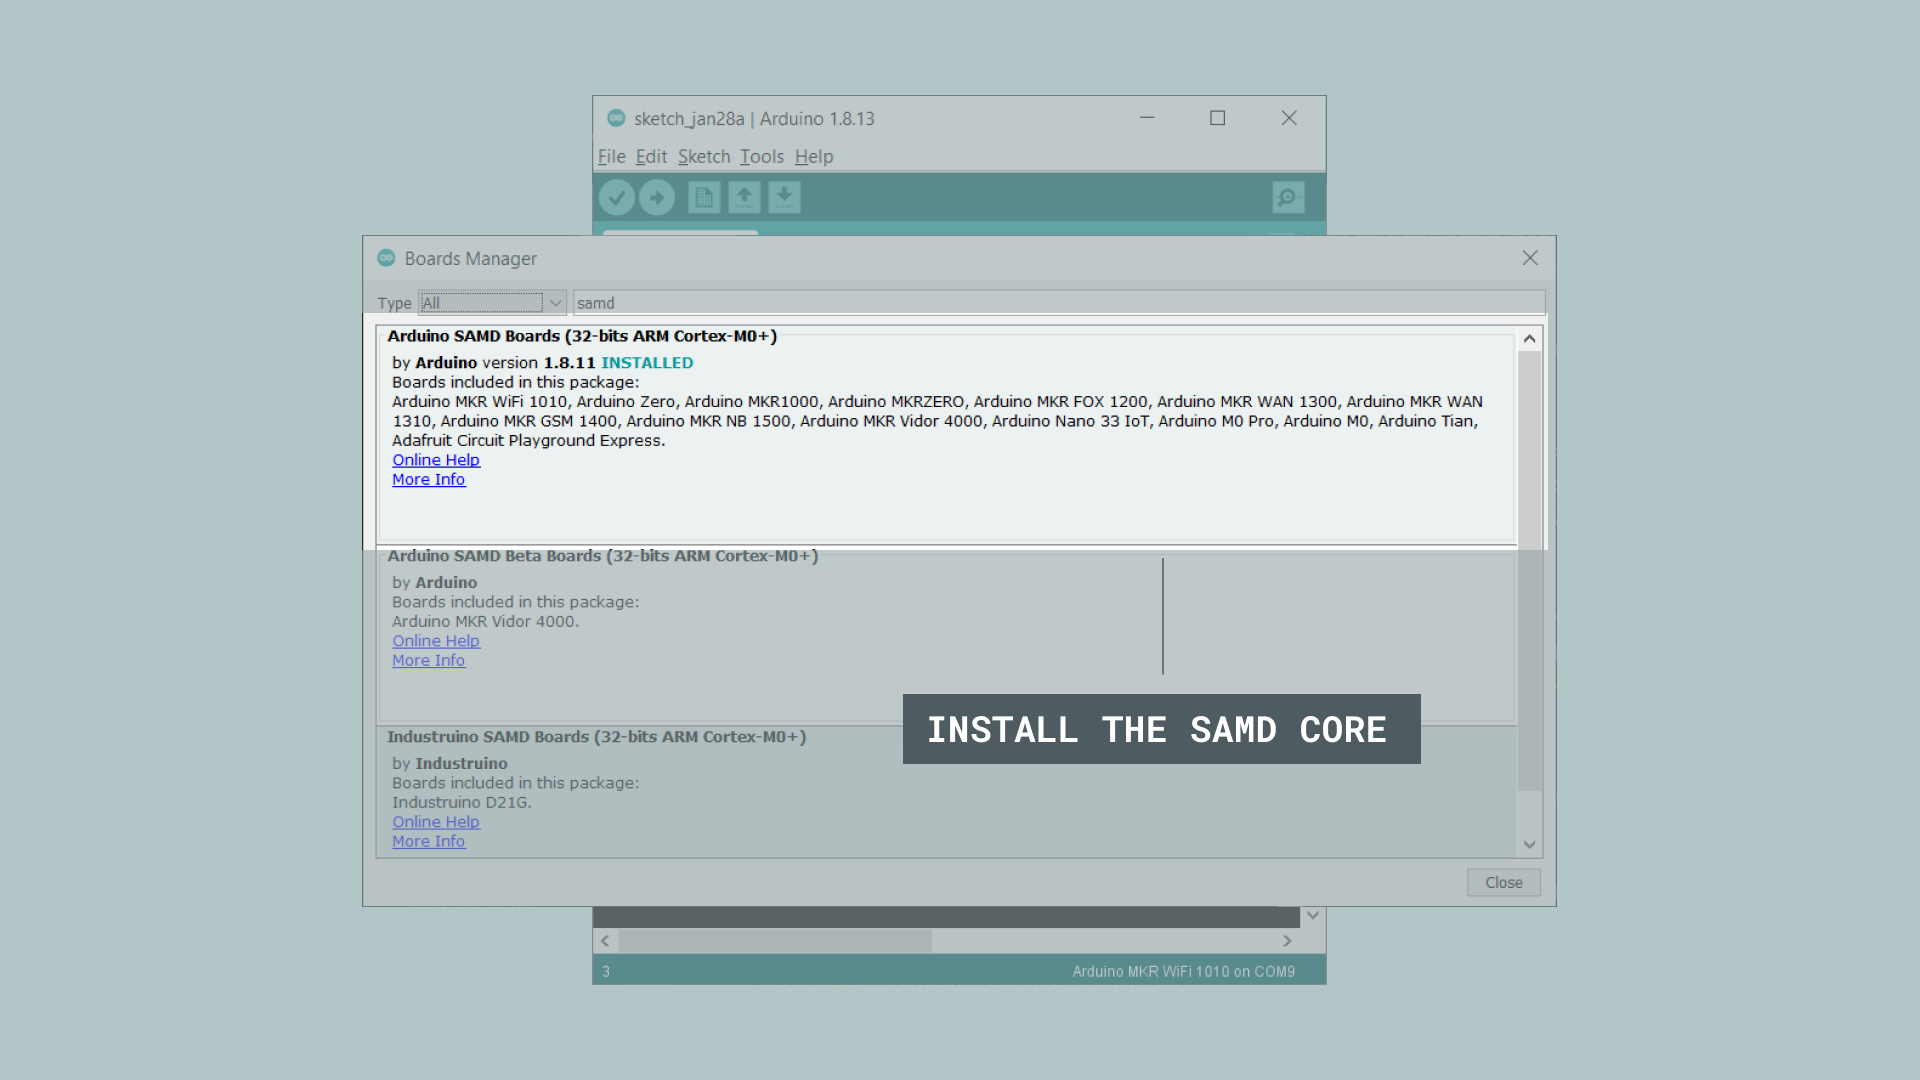 sketch_jan28a | Arduino 1.8.13
File Edit Sketch Tools Help
Boards Manager
Type All samd
Arduino SAMD Boards (32-bits ARM Cortex-M0+)
by Arduino version 1.8.11 INSTALLED
Boards included in this package:
Arduino MKR WiFi 1010, Arduino Zero, Arduino MKR1000, Arduino MKRZERO, Arduino MKR FOX 1200, Arduino MKR WAN 1300, Arduino MKR WAN
1310, Arduino MKR GSM 1400, Arduino MKR NB 1500, Arduino MKR Vidor 4000, Arduino Nano 33 IoT, Arduino M0 Pro, Arduino M0, Arduino Tian,
Adafruit Circuit Playground Express.
Online Help
More Info
Arduino SAMD Beta Boards (32-bits ARM Cortex-M0+)
by Arduino
Boards included in this package:
Arduino MKR Vidor 4000.
Online Help
More Info
INSTALL THE SAMD CORE
Industruino SAMD Boards (32-bits ARM Cortex-M0+)
by Industruino
Boards included in this package:
Industruino D21G.
Online Help
More Info
Close
3 Arduino MKR WiFi 1010 on COM9